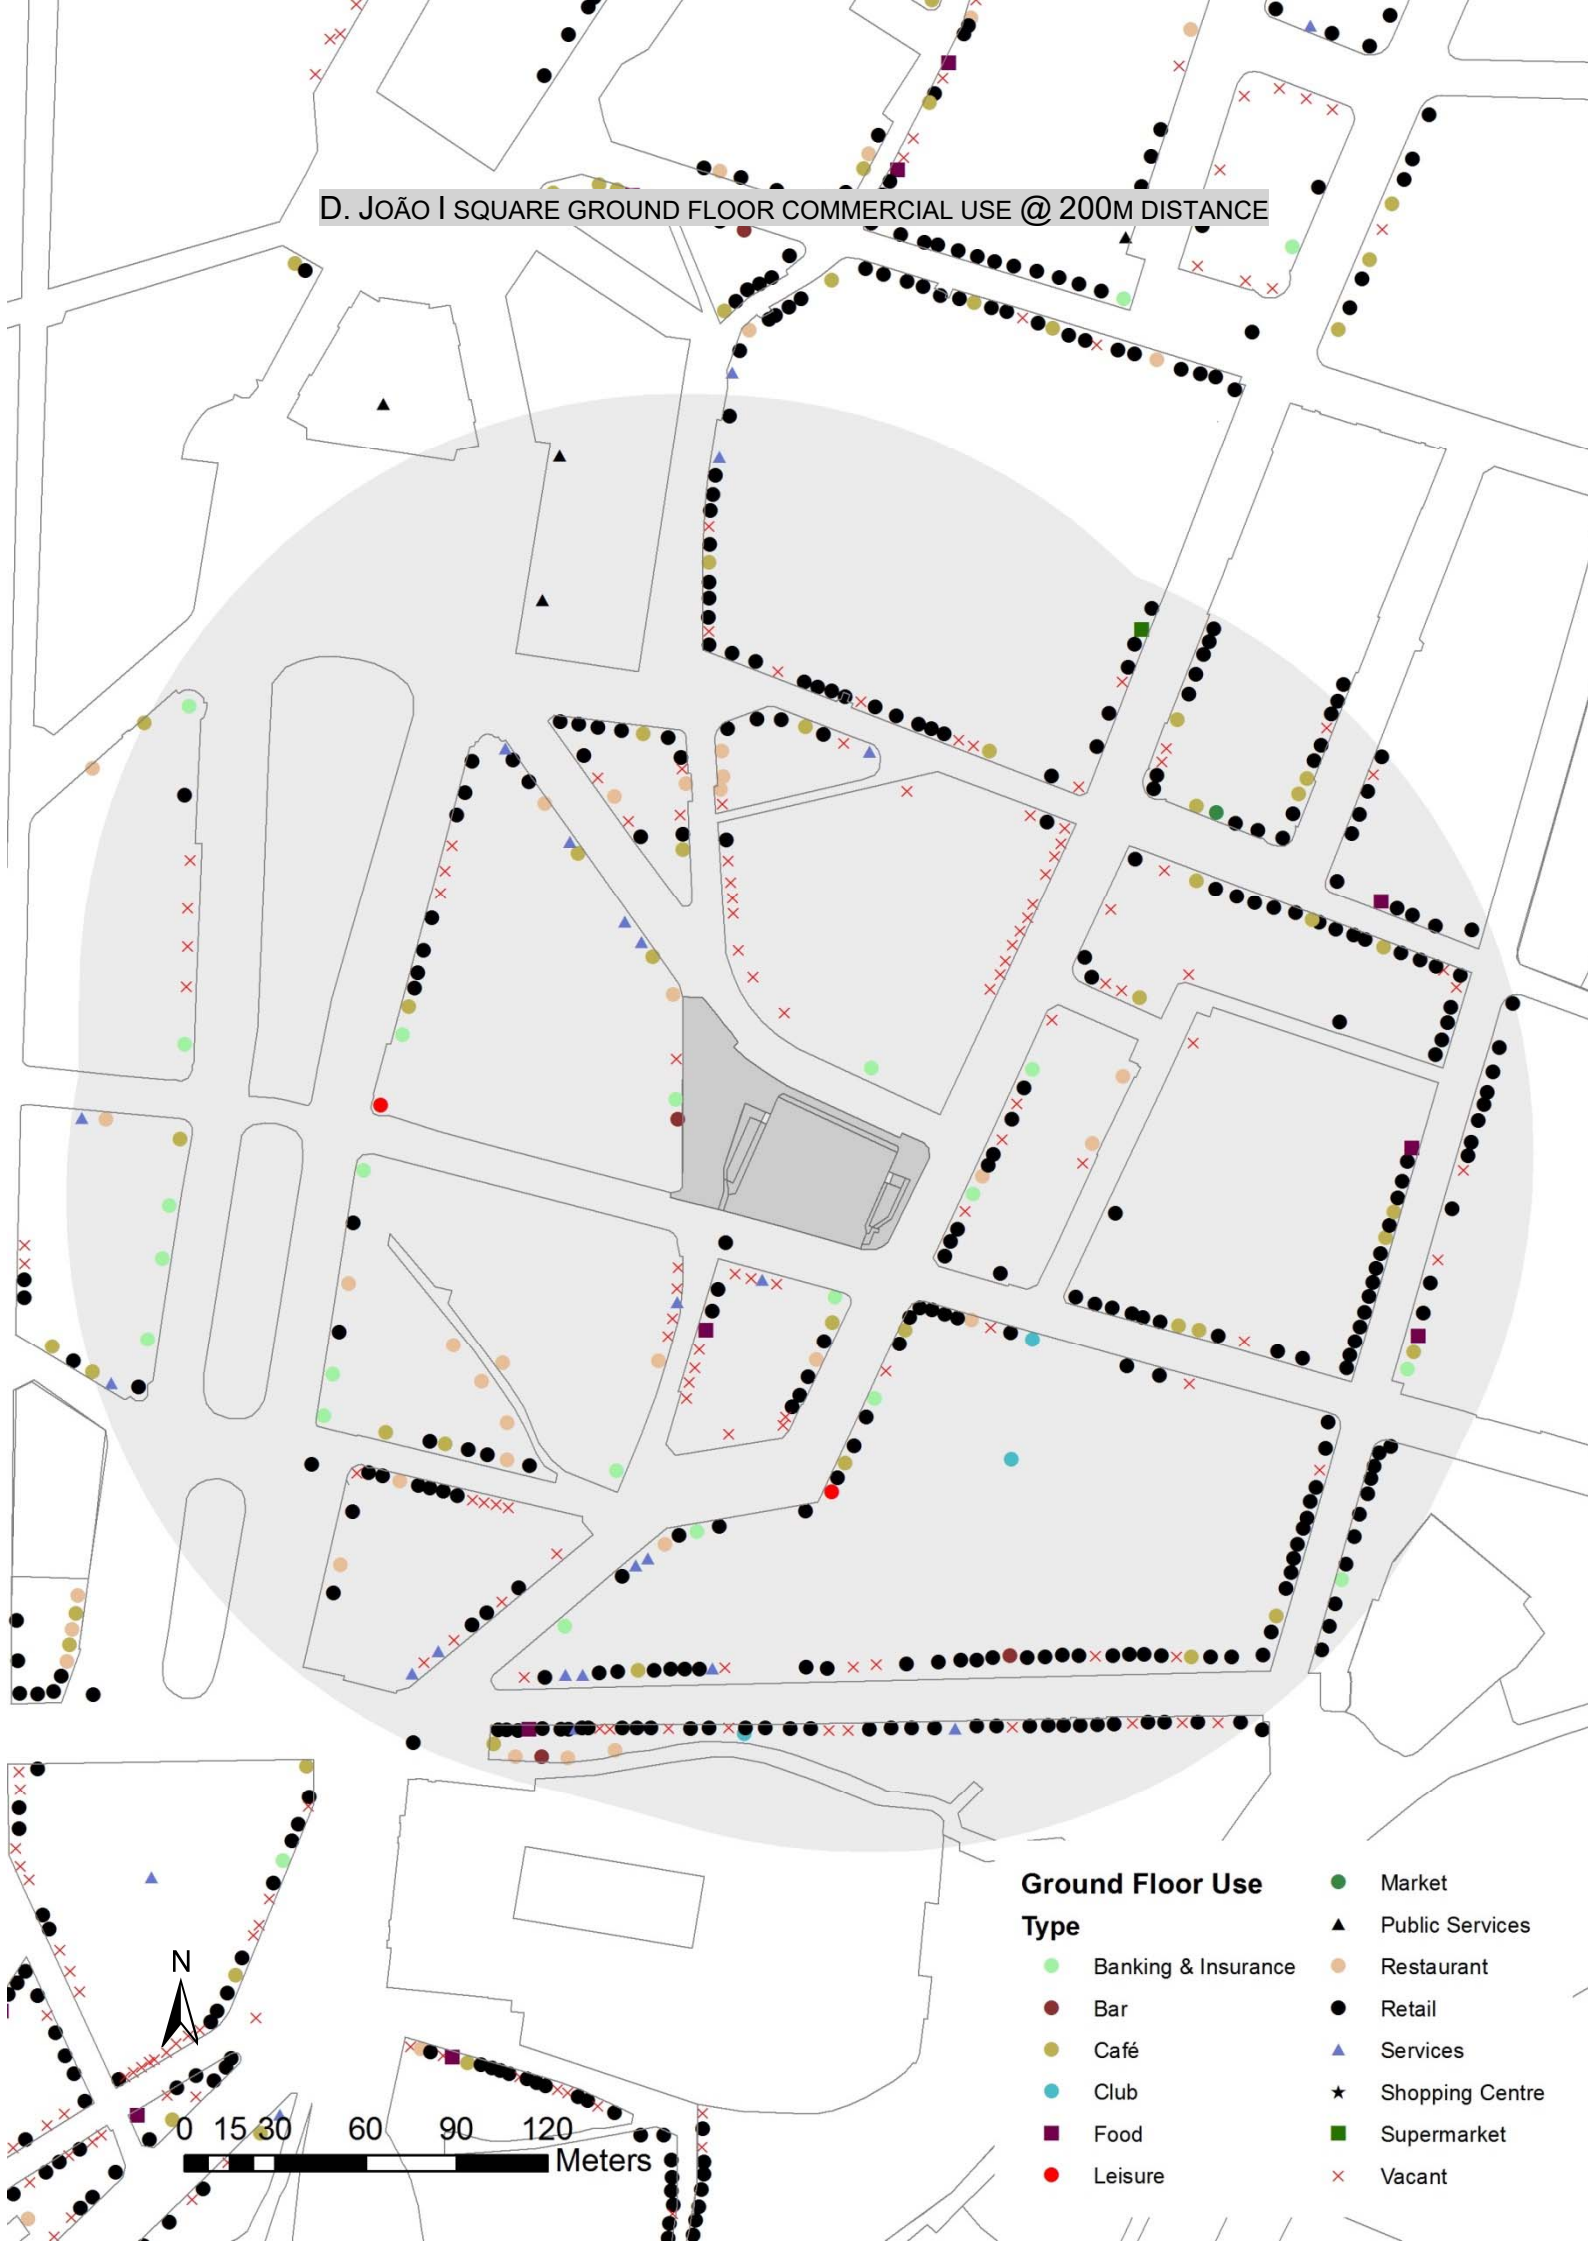 D. JOÃO I SQUARE GROUND FLOOR COMMERCIAL USE @ 200M DISTANCE
Ground Floor Use
Type
Banking & Insurance
Bar
Café
Club
Food
Leisure
Market
Public Services
Restaurant
Retail
Services
Shopping Centre
Supermarket
Vacant
N
0 15 30 60 90 120
Meters